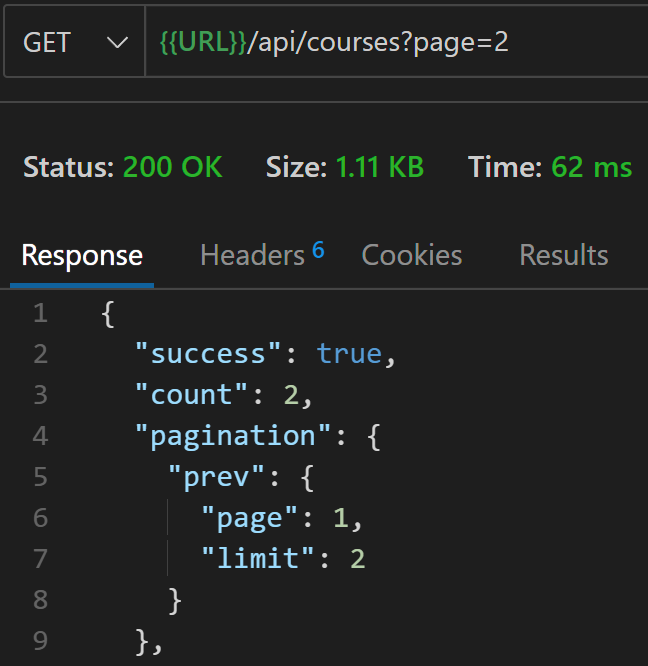 GET {{URL}}/api/courses?page=2
Status: 200 OK Size: 1.11 KB Time: 62 ms
Response Headers 6 Cookies Results
1 {
2 "success": true,
3 "count": 2,
4 "pagination": {
5 "prev": {
6 "page": 1,
7 "limit": 2
8 }
9 },